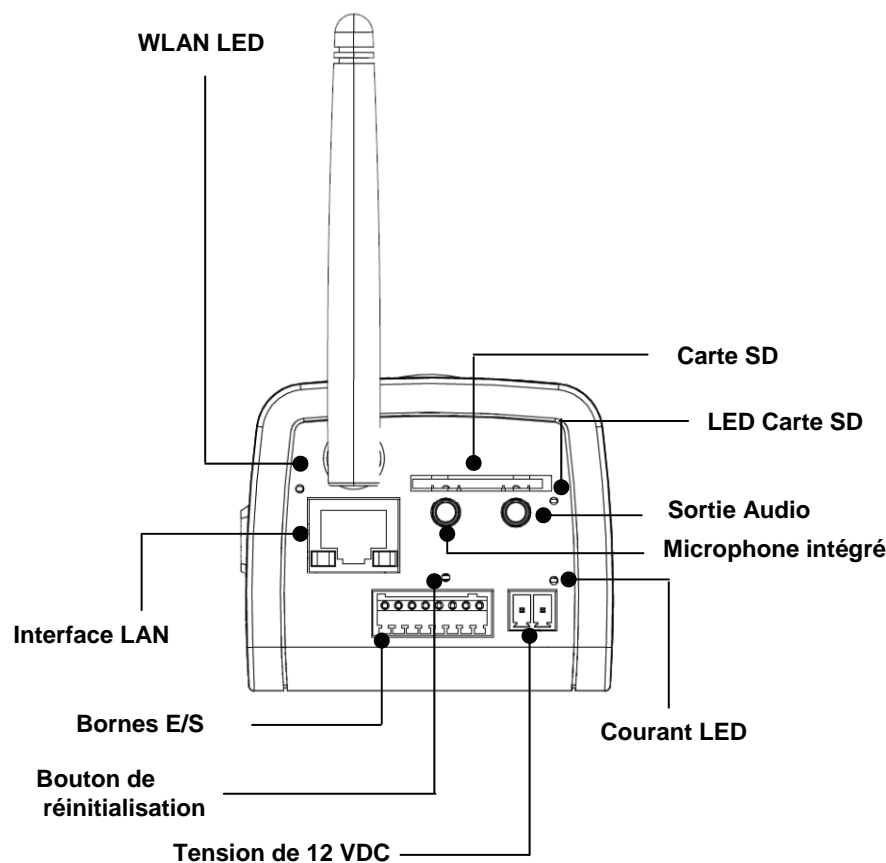 WLAN LED
Carte SD
LED Carte SD
Sortie Audio
Microphone intégré
Interface LAN
Bornes E/S
Courant LED
Bouton de
réinitialisation
Tension de 12 VDC